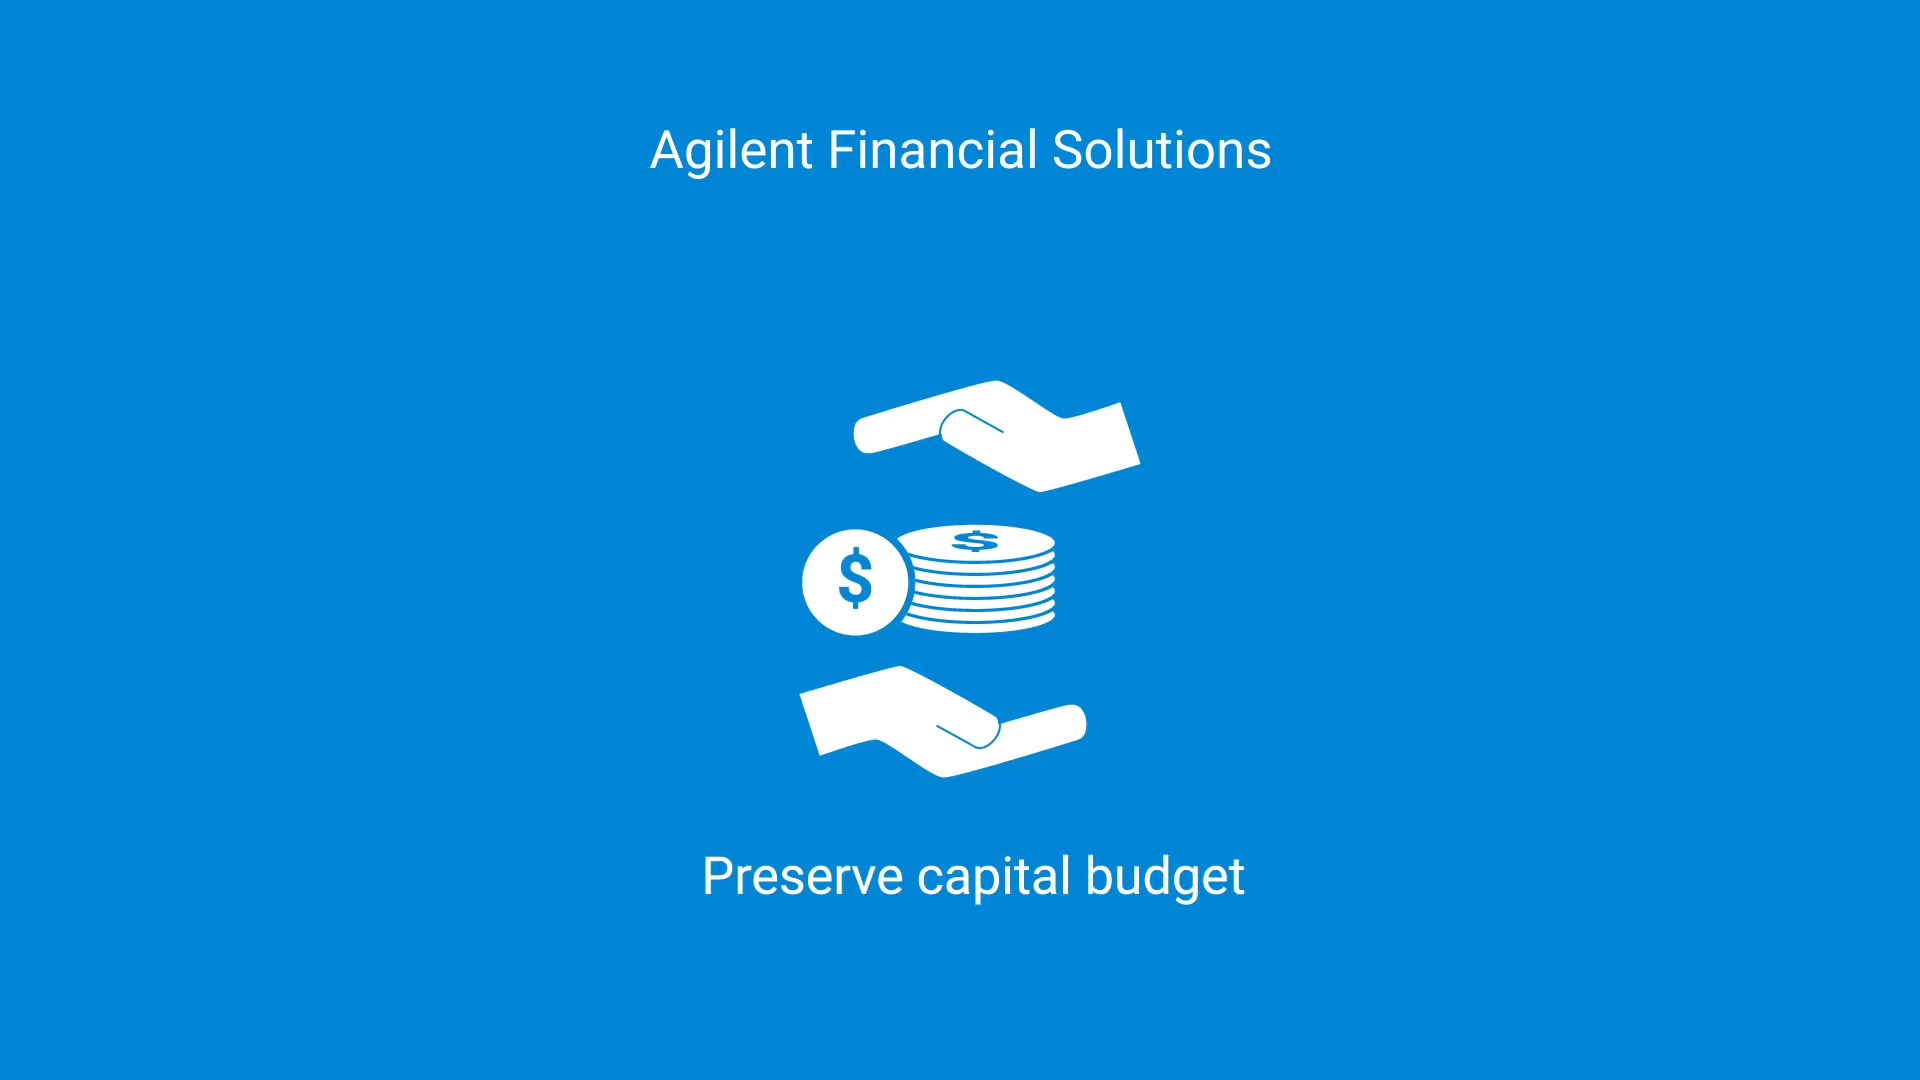 Agilent Financial Solutions
$
$
Preserve capital budget